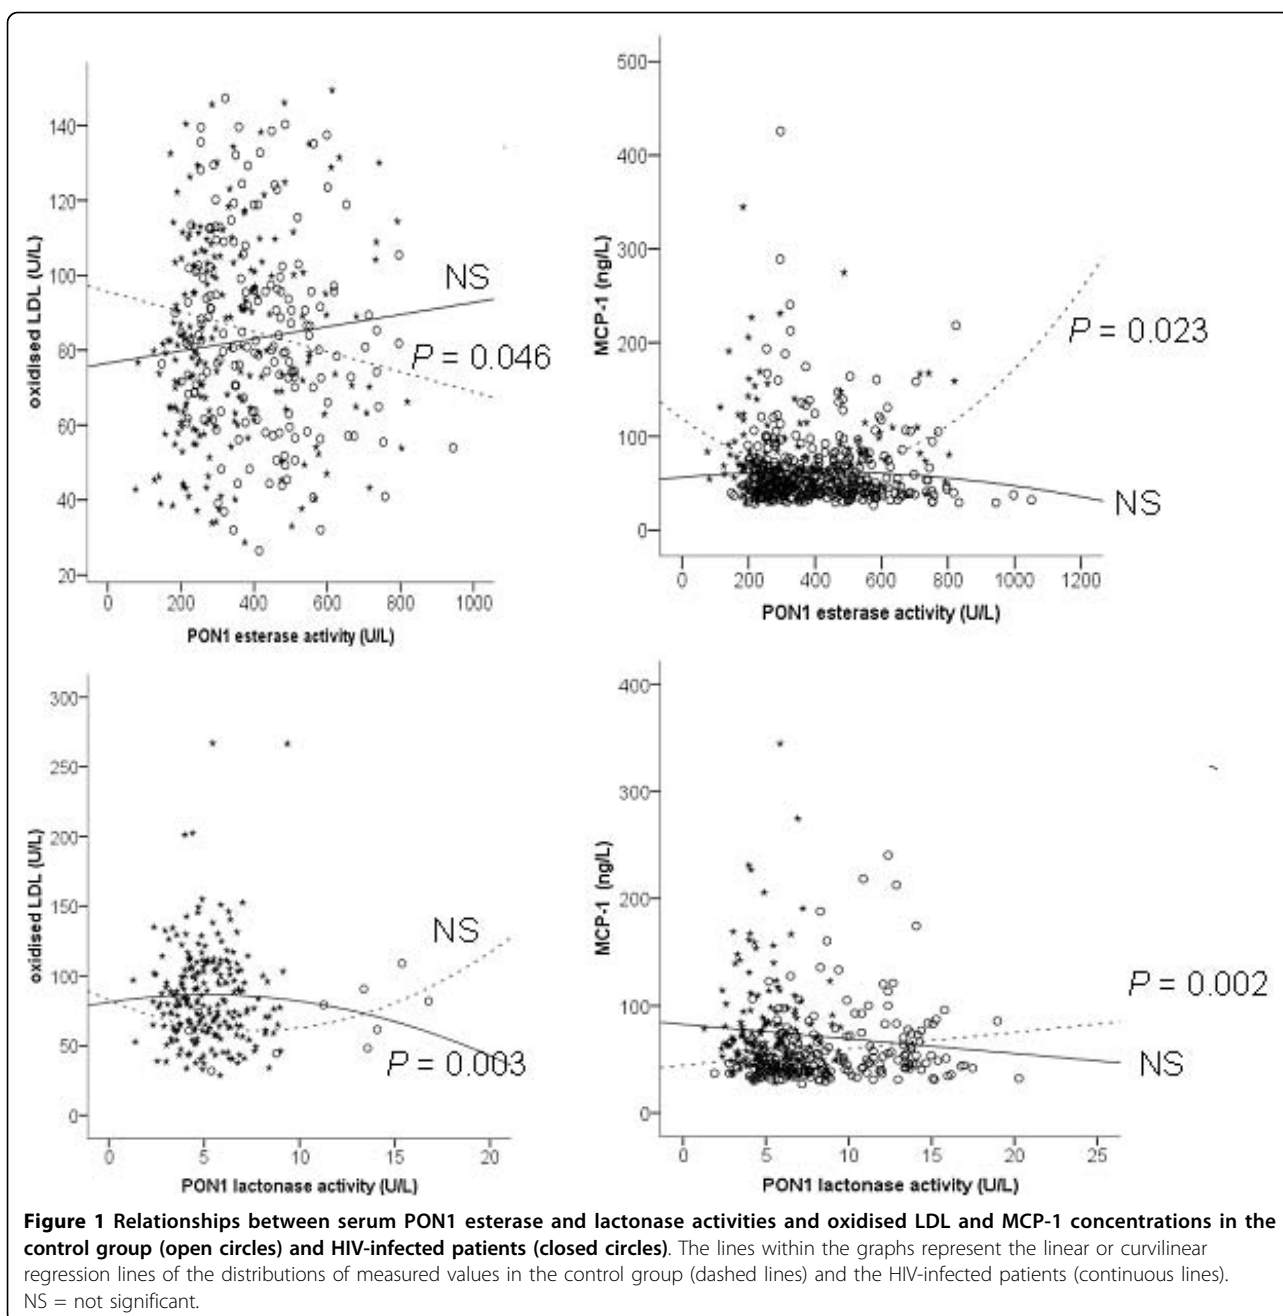 140
120
100
80
60
40
20
0 200 400 600 800 1000
oxidised LDL (U/L)
PON1 esterase activity (U/L)
NS
P = 0.046
500
400
300
200
100
0
0 200 400 600 800 1000 1200
MCP-1 (ng/L)
PON1 esterase activity (U/L)
P = 0.023
NS
300
250
200
150
100
50
0
0 5 10 15 20
oxidised LDL (U/L)
PON1 lactonase activity (U/L)
NS
P = 0.003
400
300
200
100
0
0 5 10 15 20 25
MCP-1 (ng/L)
PON1 lactonase activity (U/L)
P = 0.002
NS
Figure 1 Relationships between serum PON1 esterase and lactonase activities and oxidised LDL and MCP-1 concentrations in the
control group (open circles) and HIV-infected patients (closed circles). The lines within the graphs represent the linear or curvilinear
regression lines of the distributions of measured values in the control group (dashed lines) and the HIV-infected patients (continuous lines).
NS = not significant.